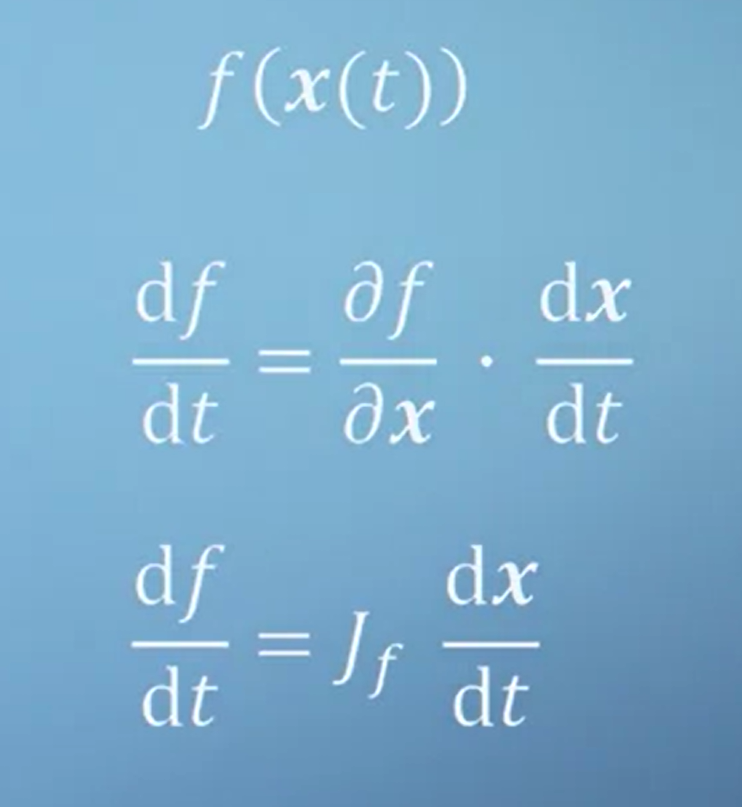 f(x(t))
df/dt = ∂f/∂x · dx/dt
df/dt = J_f dx/dt